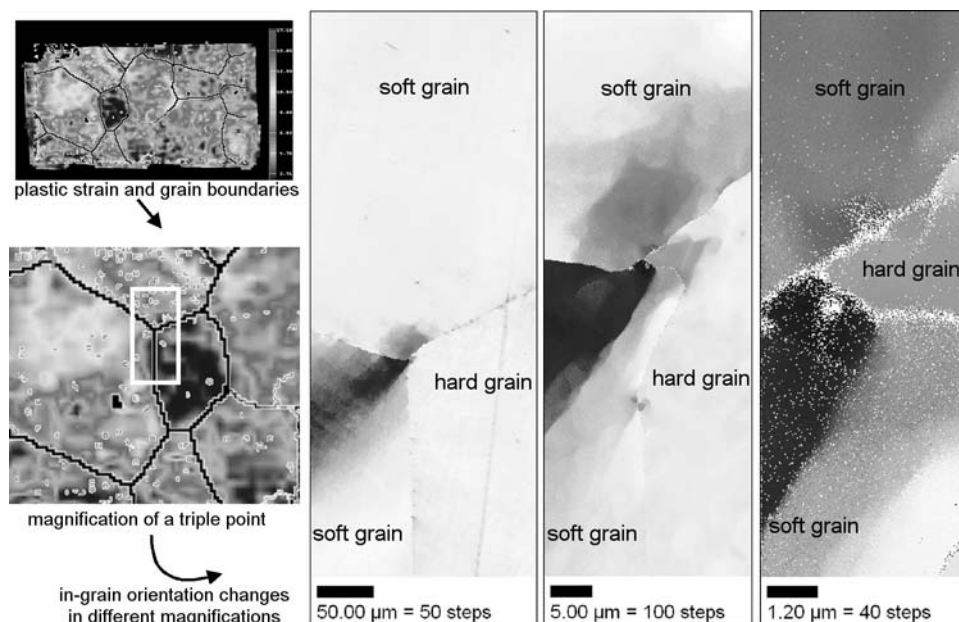 plastic strain and grain boundaries
magnification of a triple point
in-grain orientation changes
in different magnifications
soft grain
hard grain
soft grain
50.00 µm = 50 steps
soft grain
hard grain
soft grain
5.00 µm = 100 steps
soft grain
hard grain
soft grain
1.20 µm = 40 steps